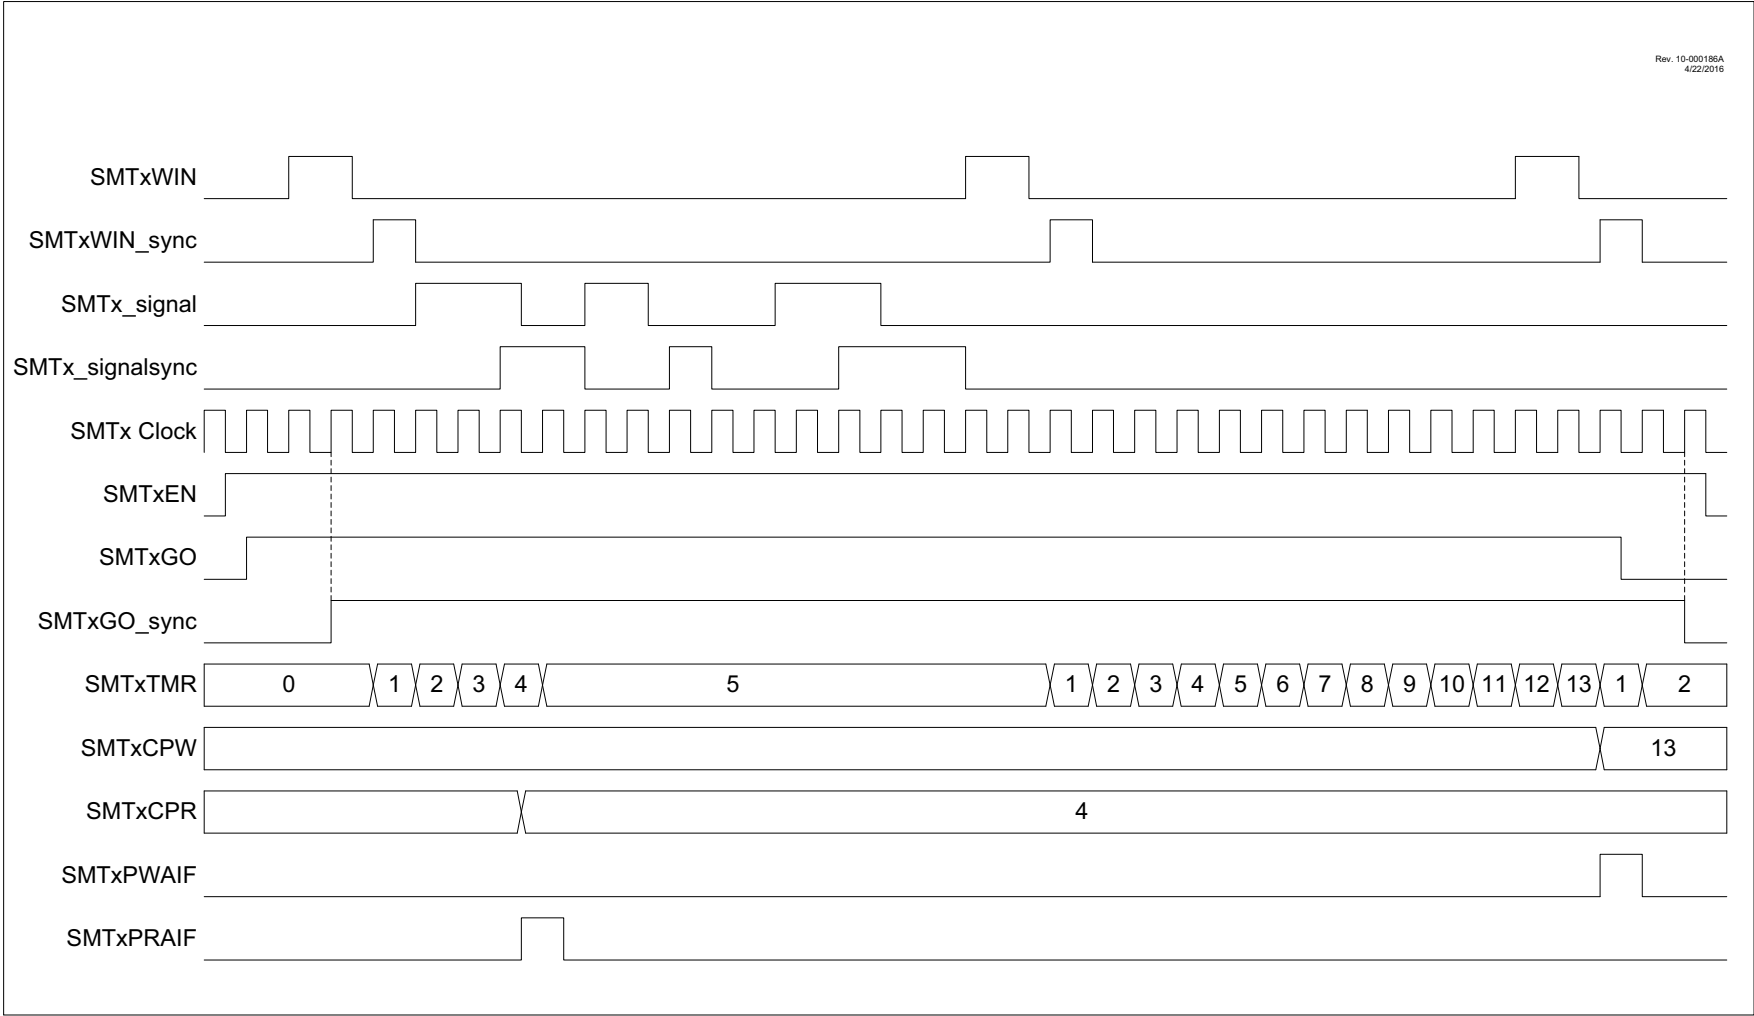 Rev. 10-000186A
4/22/2016
SMTxWIN
SMTxWIN_sync
SMTx_signal
SMTx_signalsync
SMTx Clock
SMTxEN
SMTxGO
SMTxGO_sync
SMTxTMR 0 1 2 3 4 5 1 2 3 4 5 6 7 8 9 10 11 12 13 1 2
SMTxCPW 13
SMTxCPR 4
SMTxPWAIF
SMTxPRAIF